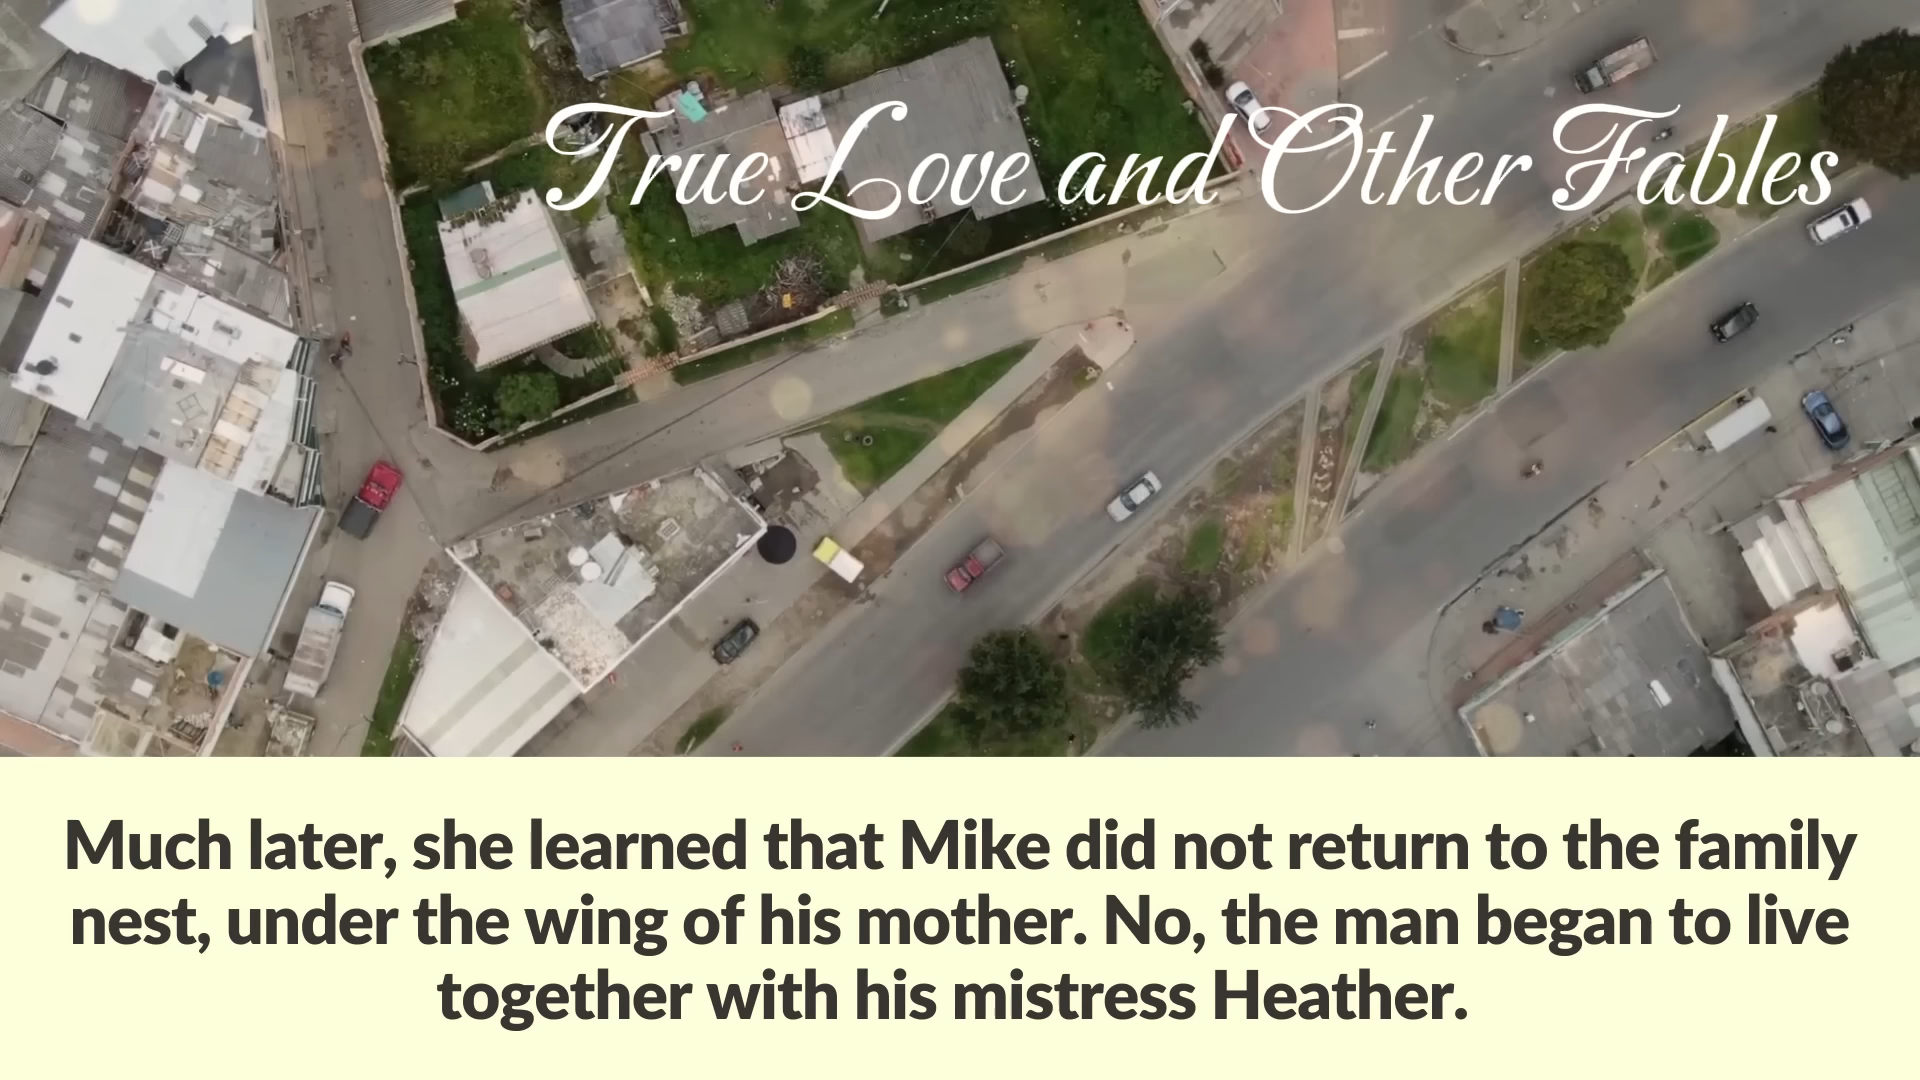 True Love and Other Fables
Much later, she learned that Mike did not return to the family
nest, under the wing of his mother. No, the man began to live
together with his mistress Heather.